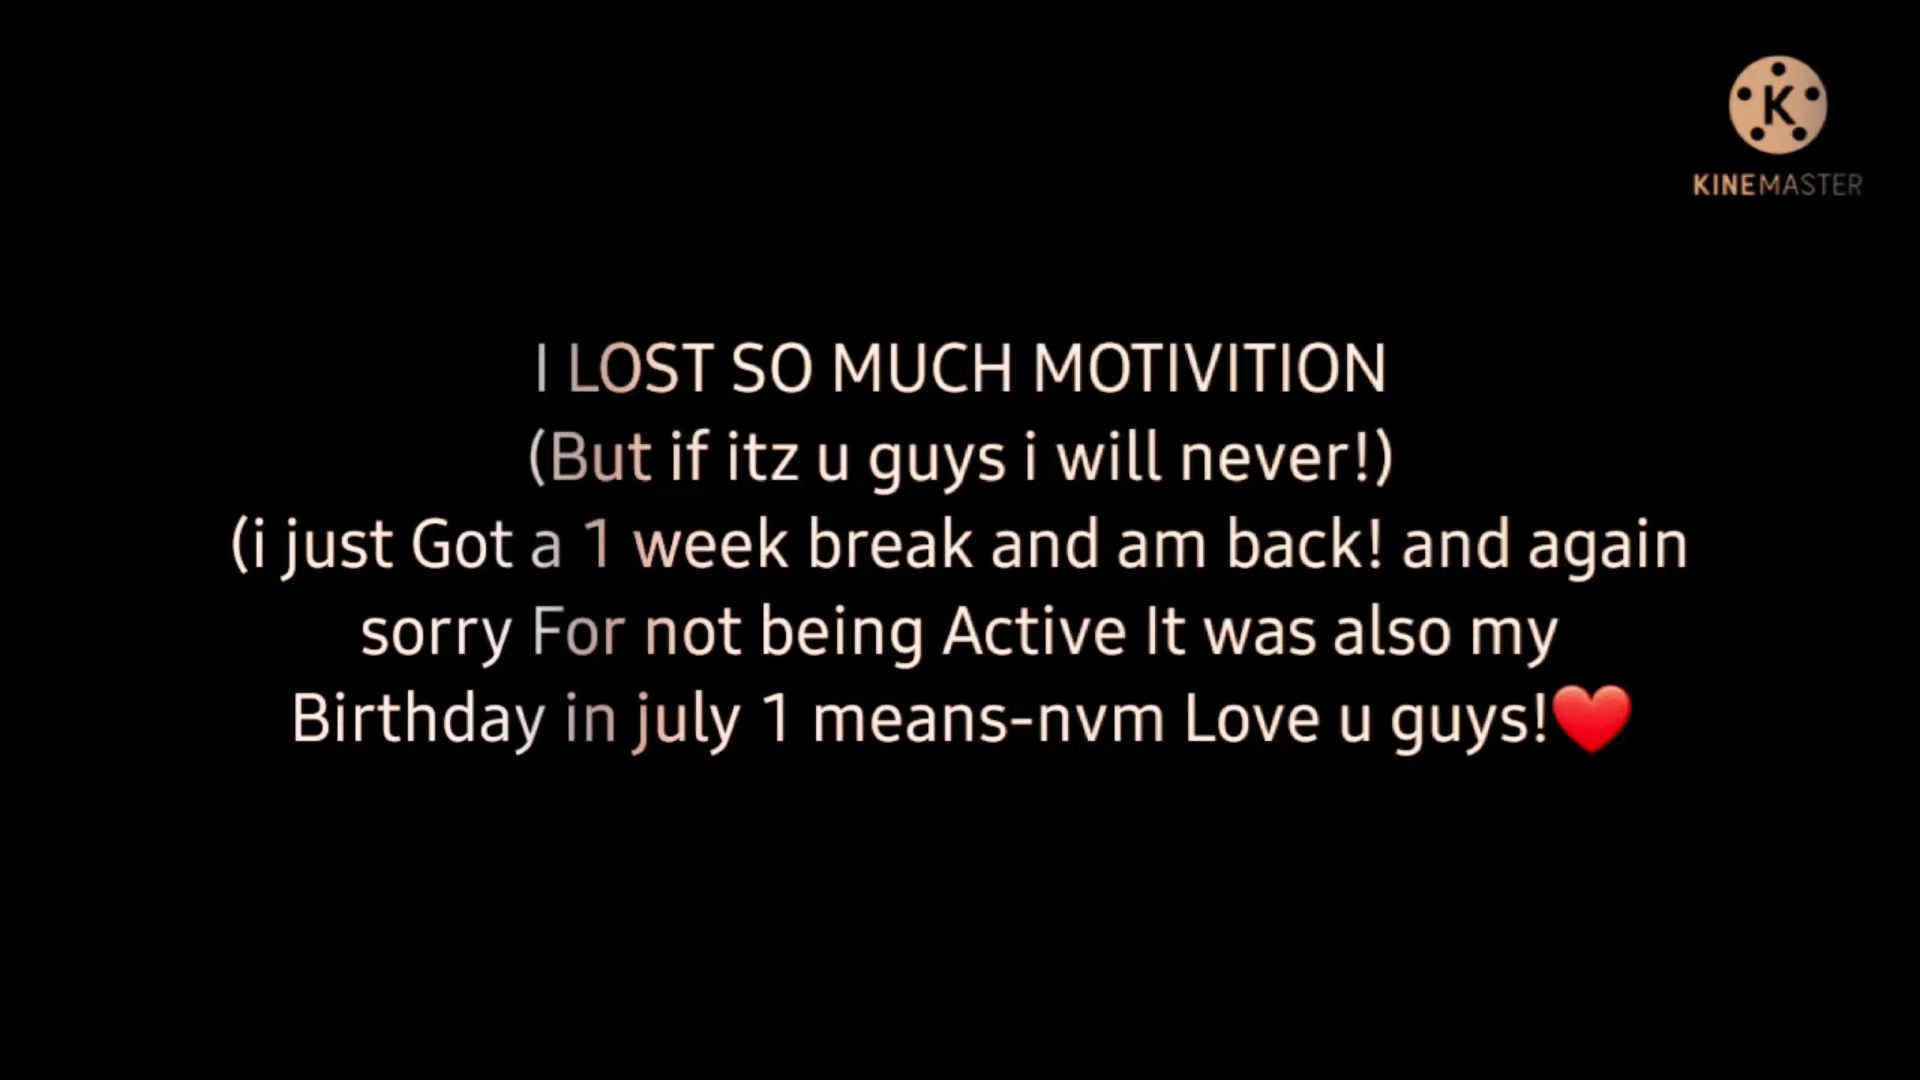 K
KINEMASTER
I LOST SO MUCH MOTIVITION
(But if itz u guys i will never!)
(i just Got a 1 week break and am back! and again
sorry For not being Active It was also my
Birthday in july 1 means-nvm Love u guys!❤️